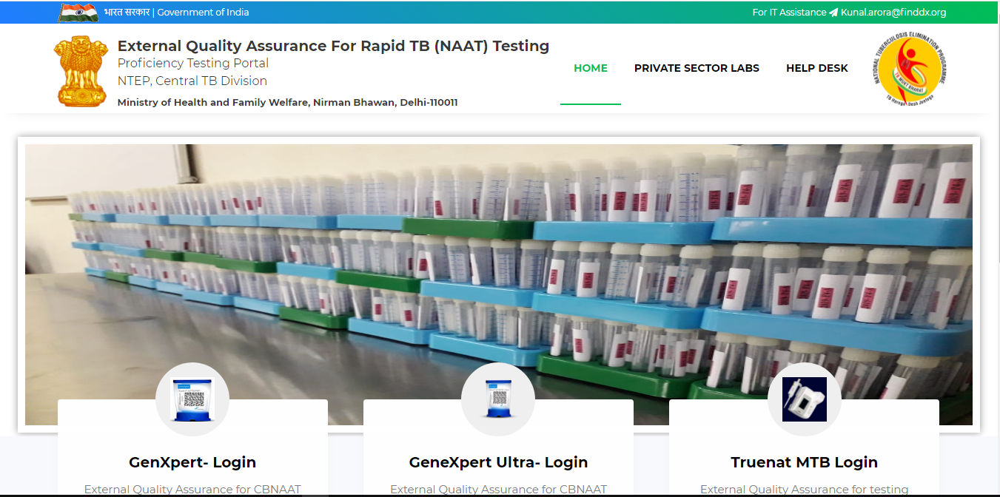 भारत सरकार | Government of India
For IT Assistance Kunal.arora@finddx.org
External Quality Assurance For Rapid TB (NAAT) Testing
Proficiency Testing Portal
NTEP, Central TB Division
Ministry of Health and Family Welfare, Nirman Bhawan, Delhi-110011
HOME
PRIVATE SECTOR LABS
HELP DESK
NATIONAL TUBERCULOSIS ELIMINATION PROGRAMME
TB MUKT BHARAT
TB Harega Desh Jeetega
GenXpert- Login
External Quality Assurance for CBNAAT
GeneXpert Ultra- Login
External Quality Assurance for CBNAAT
Truenat MTB Login
External Quality Assurance for testing